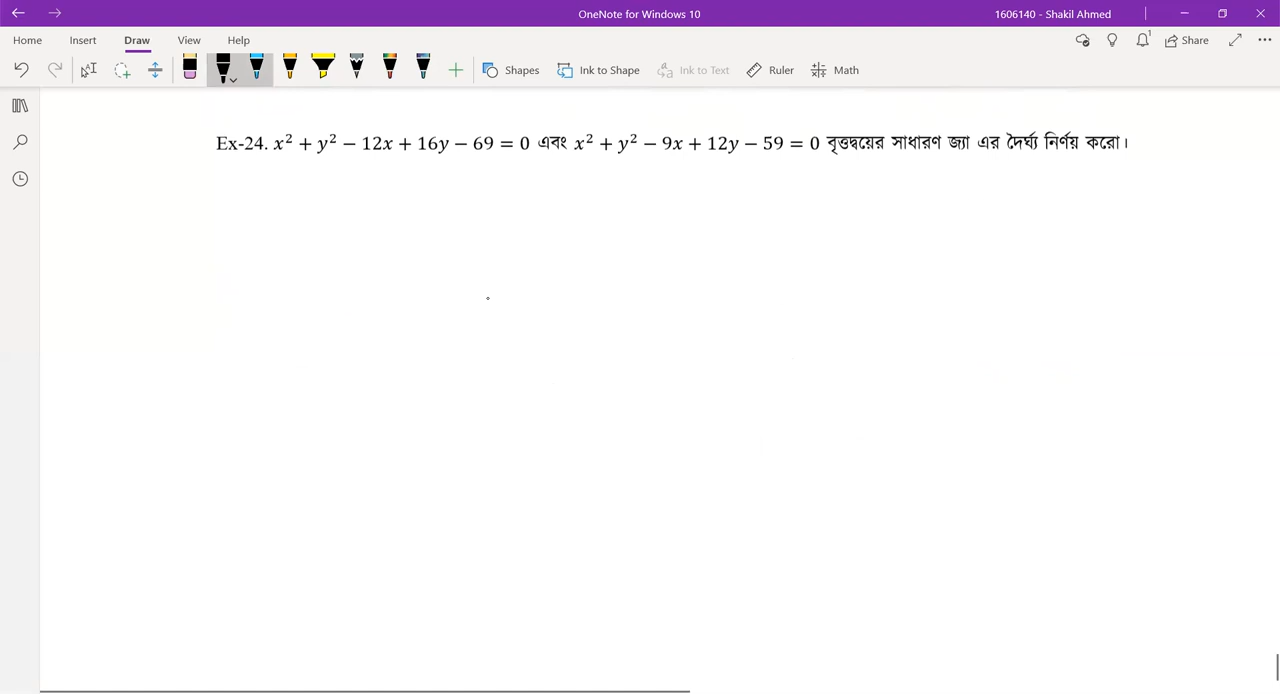 OneNote for Windows 10
1606140 - Shakil Ahmed
Home Insert Draw View Help
1
Share
Shapes Ink to Shape Ink to Text Ruler Math
Ex-24. x² + y² − 12x + 16y − 69 = 0 এবং x² + y² − 9x + 12y − 59 = 0 বৃত্তদ্বয়ের সাধারণ জ্যা এর দৈর্ঘ্য নির্ণয় করো।